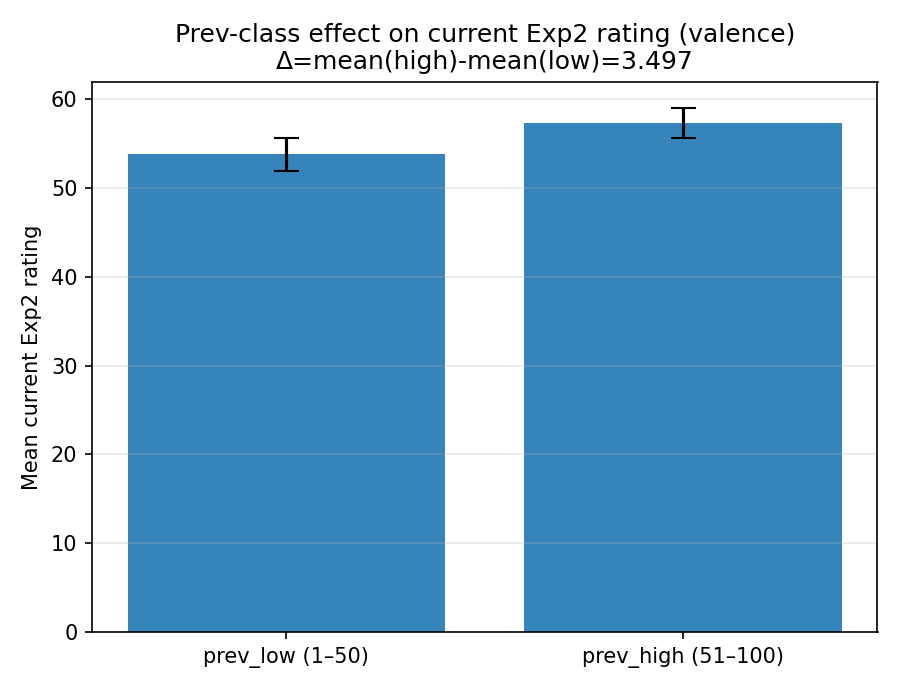 Prev-class effect on current Exp2 rating (valence)
Δ=mean(high)-mean(low)=3.497
Mean current Exp2 rating
60
50
40
30
20
10
0
prev_low (1–50)
prev_high (51–100)